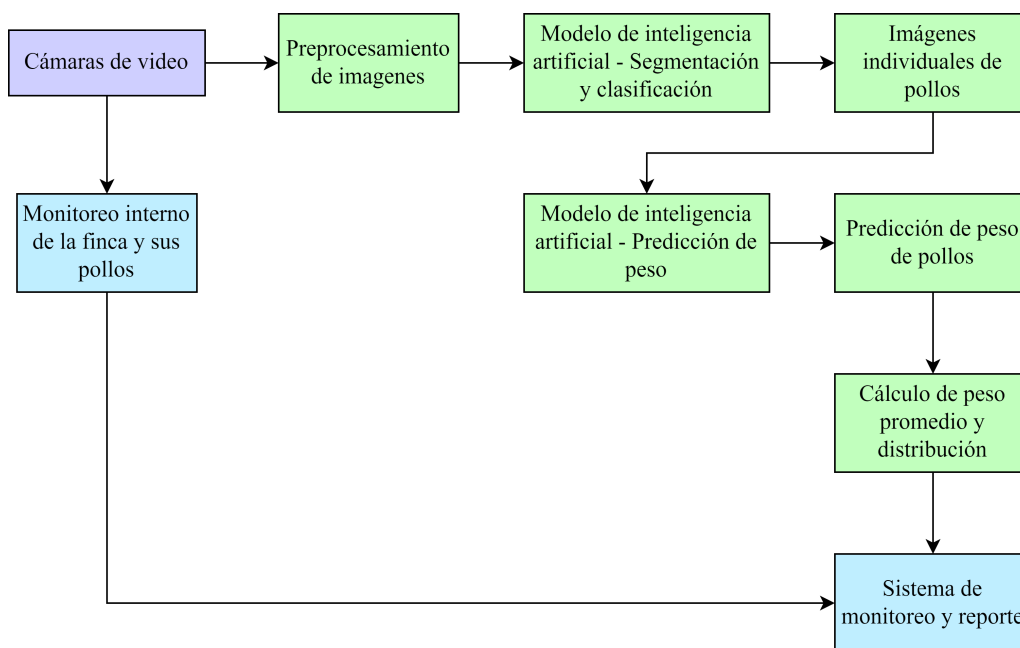 Cámaras de video
Preprocesamiento
de imagenes
Modelo de inteligencia
artificial - Segmentación
y clasificación
Imágenes
individuales de
pollos
Monitoreo interno
de la finca y sus
pollos
Modelo de inteligencia
artificial - Predicción de
peso
Predicción de peso
de pollos
Cálculo de peso
promedio y
distribución
Sistema de
monitoreo y reporte